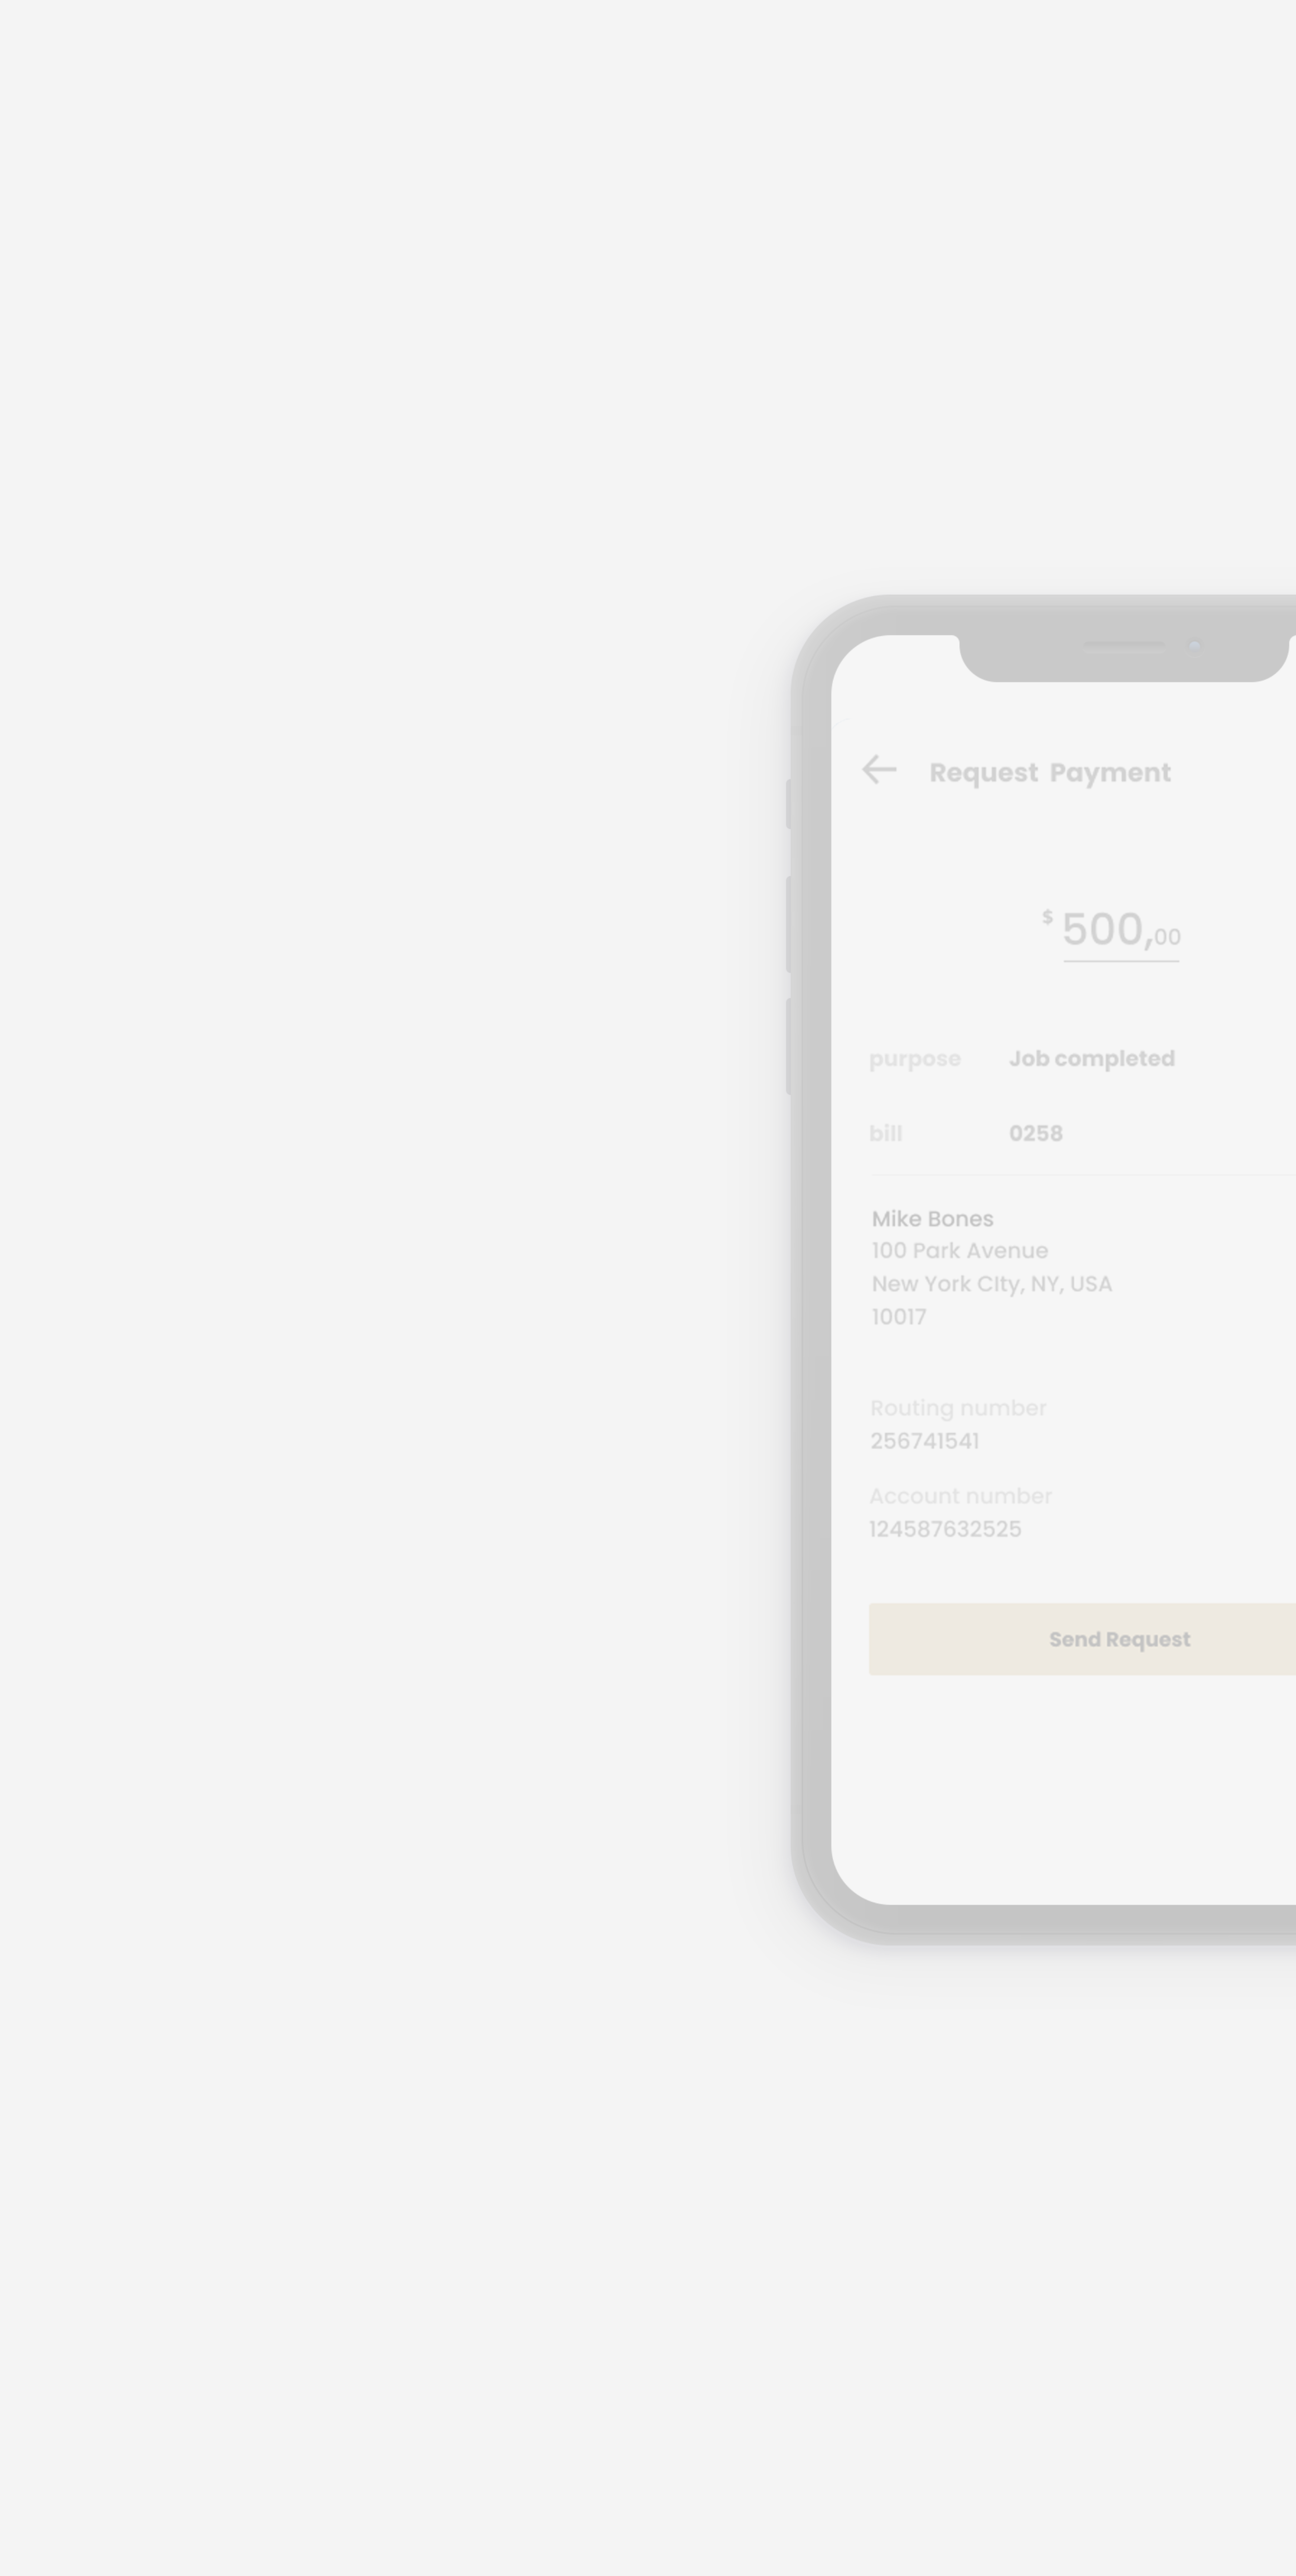 Request Payment
$ 500,00
purpose Job completed
bill 0258
Mike Bones
100 Park Avenue
New York CIty, NY, USA
10017
Routing number
256741541
Account number
124587632525
Send Request